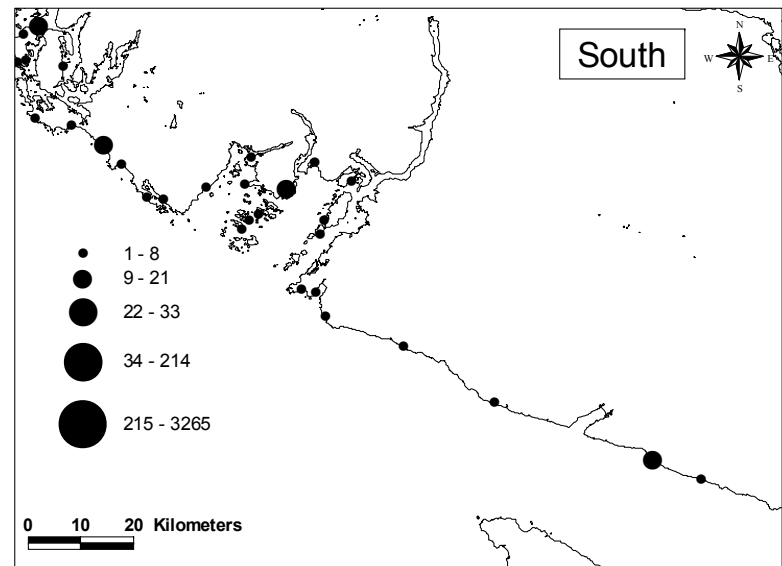 South
N
W E
S
1 - 8
9 - 21
22 - 33
34 - 214
215 - 3265
0 10 20 Kilometers